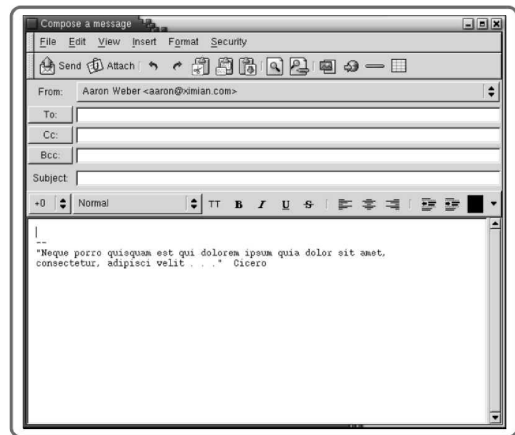 Compose a message
File Edit View Insert Format Security
Send Attach
From: Aaron Weber <aaron@ximian.com>
To:
Cc:
Bcc:
Subject:
+0 Normal TT B I U S
--
"Neque porro quisquam est qui dolorem ipsum quia dolor sit amet,
consectetur, adipisci velit . . ." Cicero